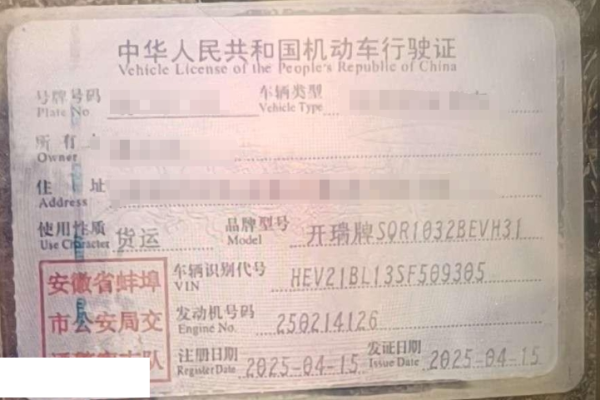 中华人民共和国机动车行驶证
Vehicle License of the People's Republic of China
号牌号码 车辆类型
Plate No Vehicle Type
所有人
Owner
住址
Address
使用性质 货运 品牌型号 开瑞牌SQR1032BEVH31
Use Character Model
安徽省蚌埠
市公安局交
车辆识别代号 HEV21BL13SF509305
VIN
发动机号码 250214126
Engine No.
注册日期 2025-04-15 发证日期 2025-04-15
Register Date Issue Date